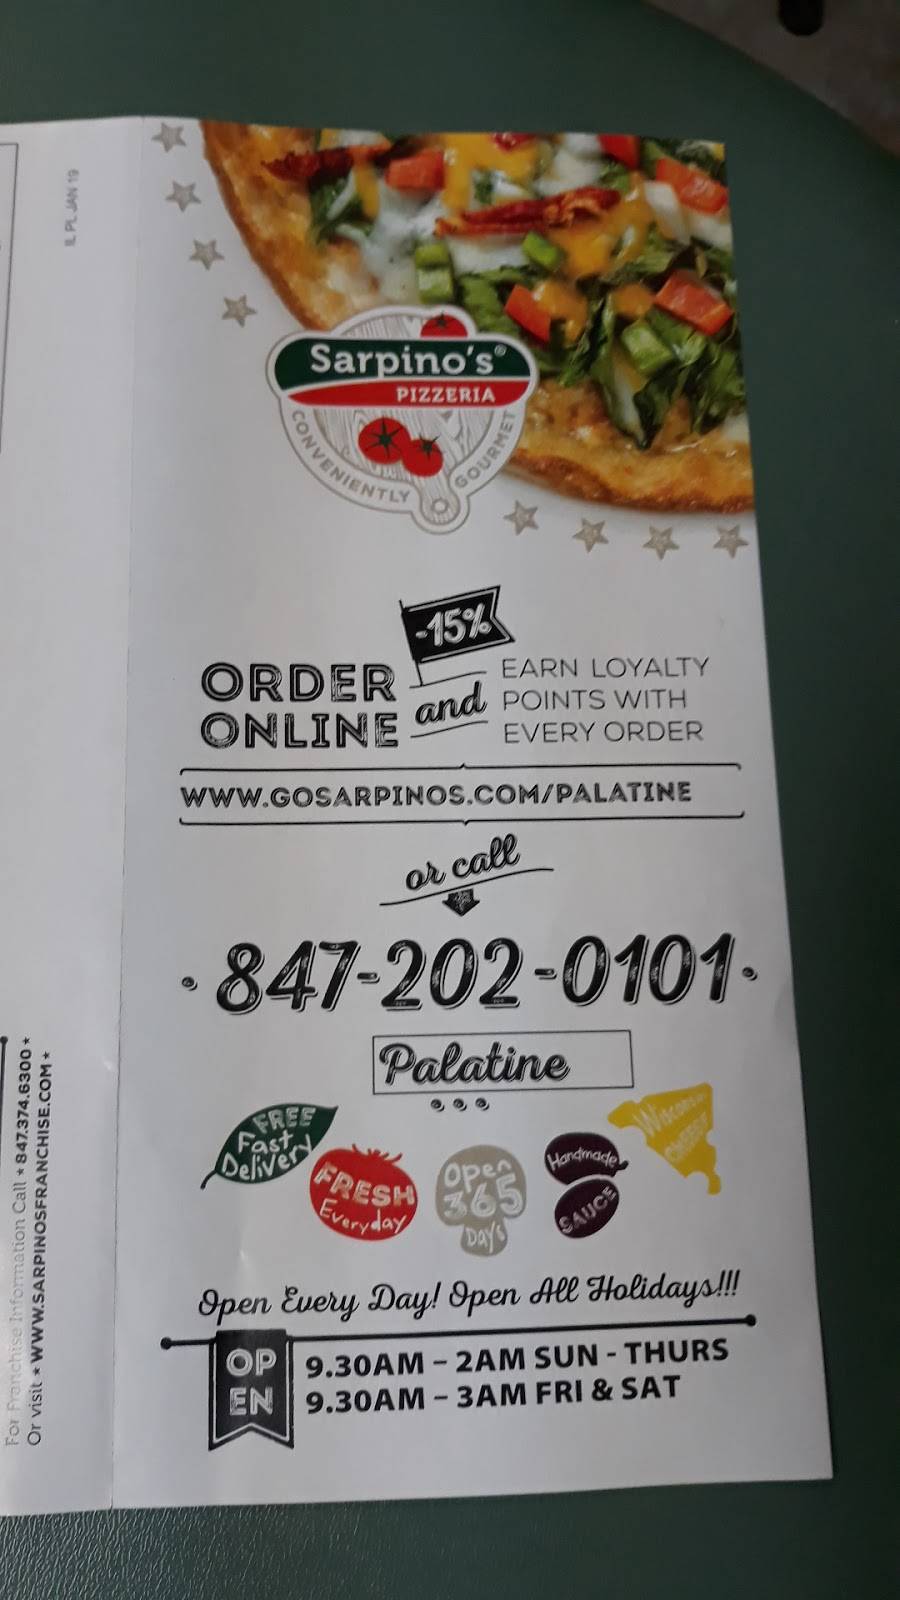 IL PL JAN 19
Sarpino's®
PIZZERIA
CONVENIENTLY GOURMET
-15%
ORDER
ONLINE
and
EARN LOYALTY
POINTS WITH
EVERY ORDER
WWW.GOSARPINOS.COM/PALATINE
or call
847-202-0101
Palatine
FREE
Fast
Delivery
FRESH
Everyday
Open
365
Days
Handmade
SAUCE
Wisconsin
CHEESE
Open Every Day! Open All Holidays!!!
OP
EN
9.30AM – 2AM SUN - THURS
9.30AM – 3AM FRI & SAT
For Franchise Information Call ★ 847.374.6300 ★
Or visit ★ WWW.SARPINOSFRANCHISE.COM ★